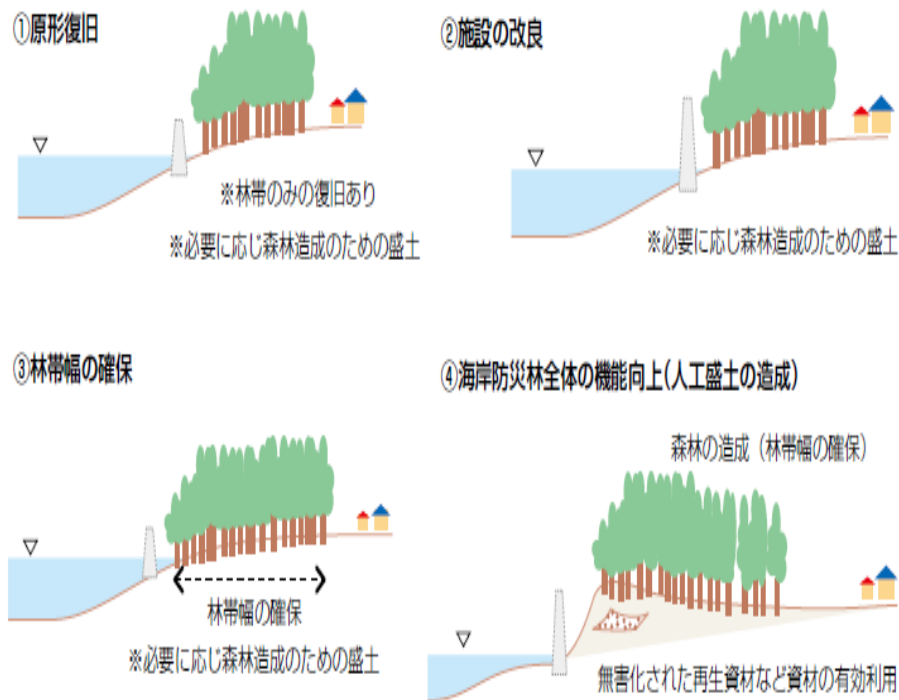 ①原形復旧
※林帯のみの復旧あり
※必要に応じ森林造成のための盛土
②施設の改良
※必要に応じ森林造成のための盛土
③林帯幅の確保
林帯幅の確保
※必要に応じ森林造成のための盛土
④海岸防災林全体の機能向上(人工盛土の造成)
森林の造成（林帯幅の確保）
無害化された再生資材など資材の有効利用